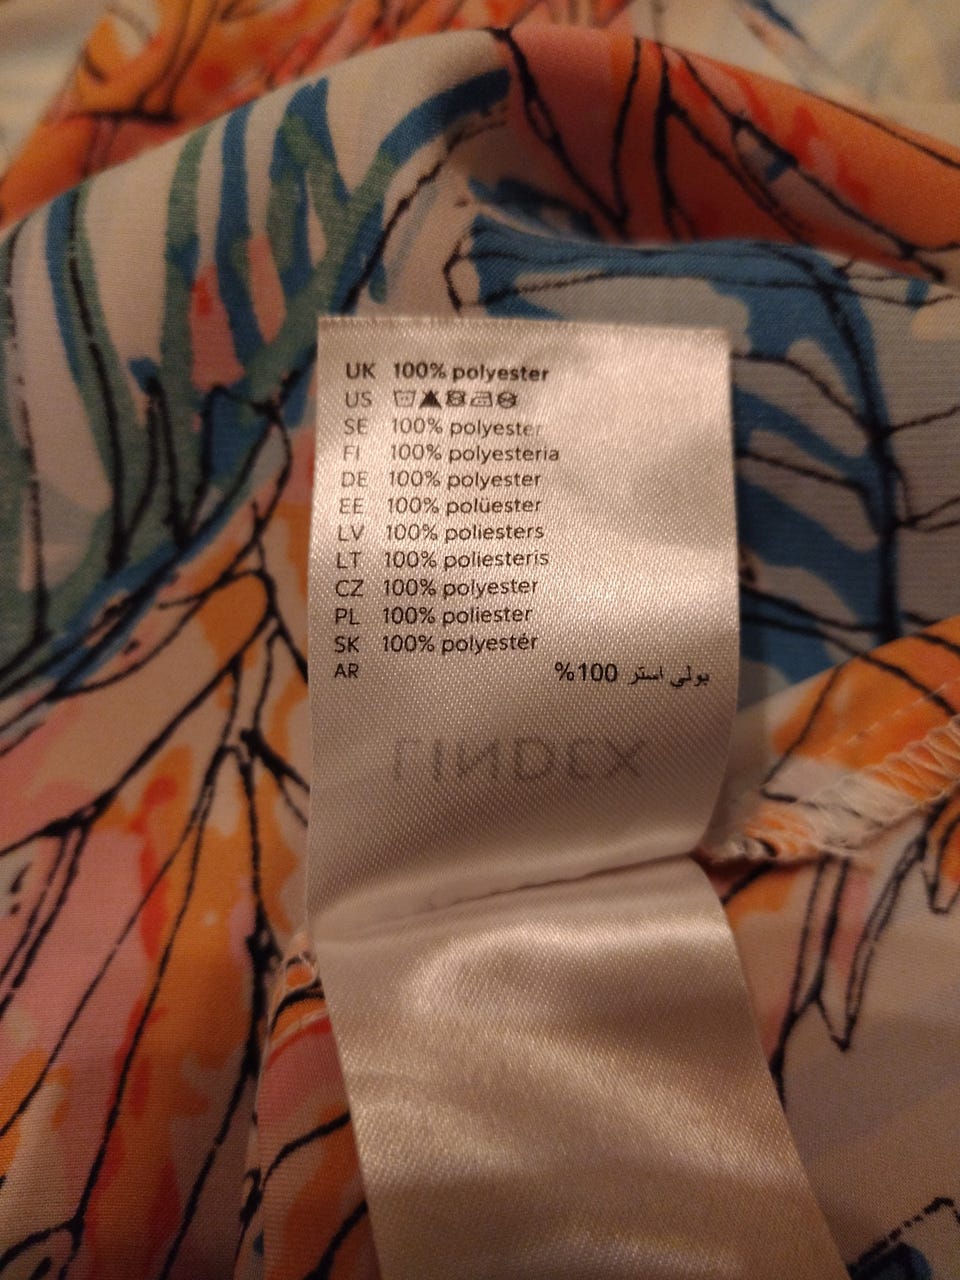 UK 100% polyester
US
SE 100% polyester
FI 100% polyesteria
DE 100% polyester
EE 100% polüester
LV 100% poliesters
LT 100% poliesteris
CZ 100% polyester
PL 100% poliester
SK 100% polyestér
AR بولي استر 100%
LINDEX